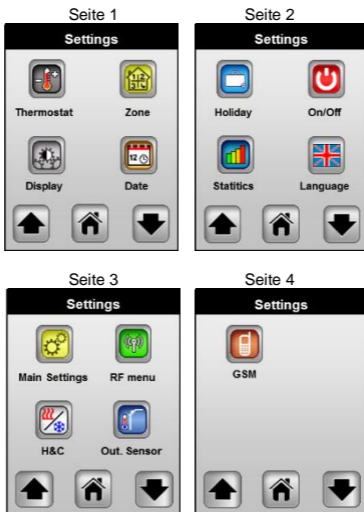 Seite 1
Settings
Thermostat Zone
Display Date
Seite 2
Settings
Holiday On/Off
Statitics Language
Seite 3
Settings
Main Settings RF menu
H&C Out. Sensor
Seite 4
Settings
GSM